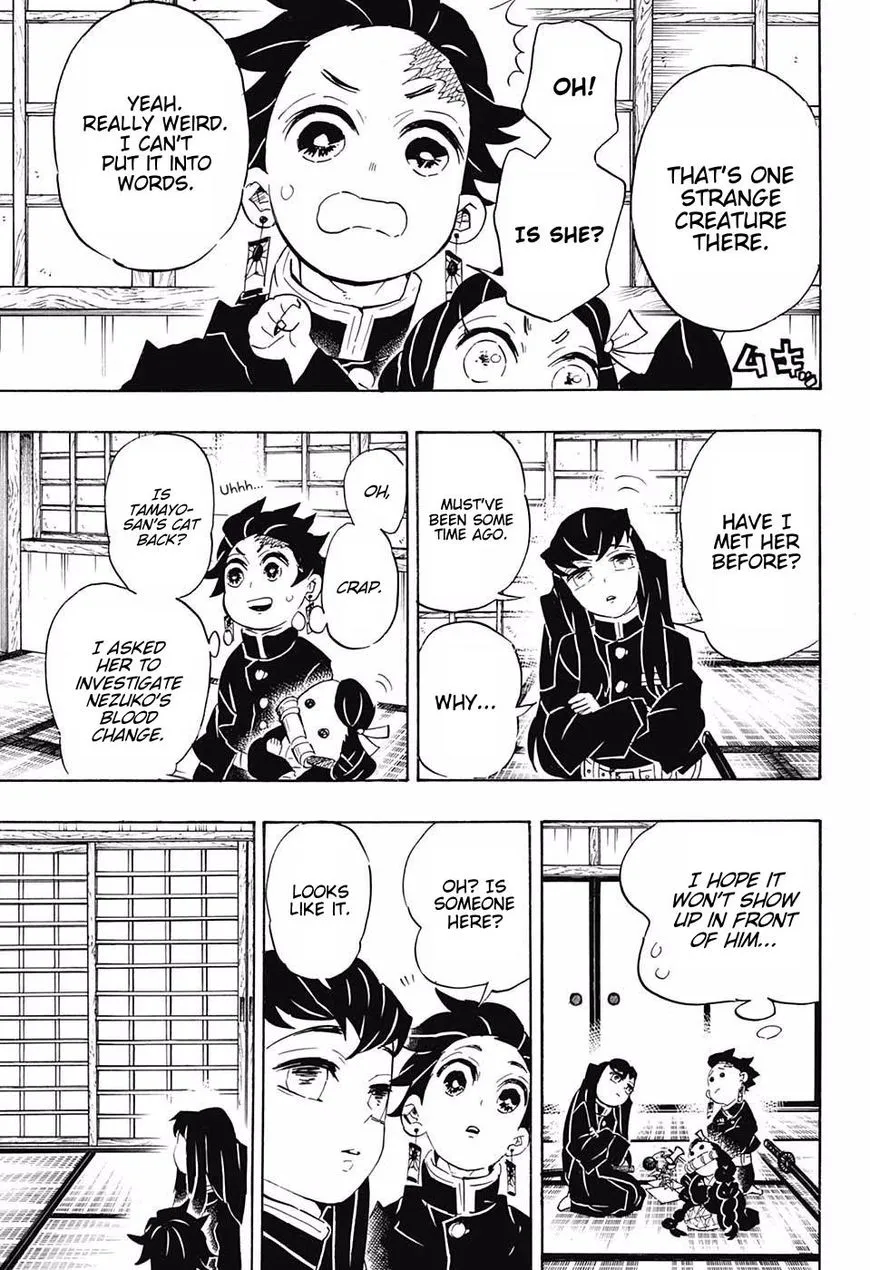 THAT'S ONE
STRANGE
CREATURE
THERE.
OH!
IS SHE?
YEAH.
REALLY WEIRD.
I CAN'T
PUT IT INTO
WORDS.
ムキ
HAVE I
MET HER
BEFORE?
MUST'VE
BEEN SOME
TIME AGO.
WHY...
OH,
CRAP.
Uhhh...
IS
TAMAYO-
SAN'S CAT
BACK?
I ASKED
HER TO
INVESTIGATE
NEZUKO'S
BLOOD
CHANGE.
I HOPE IT
WON'T SHOW
UP IN FRONT
OF HIM...
OH? IS
SOMEONE
HERE?
LOOKS
LIKE IT.